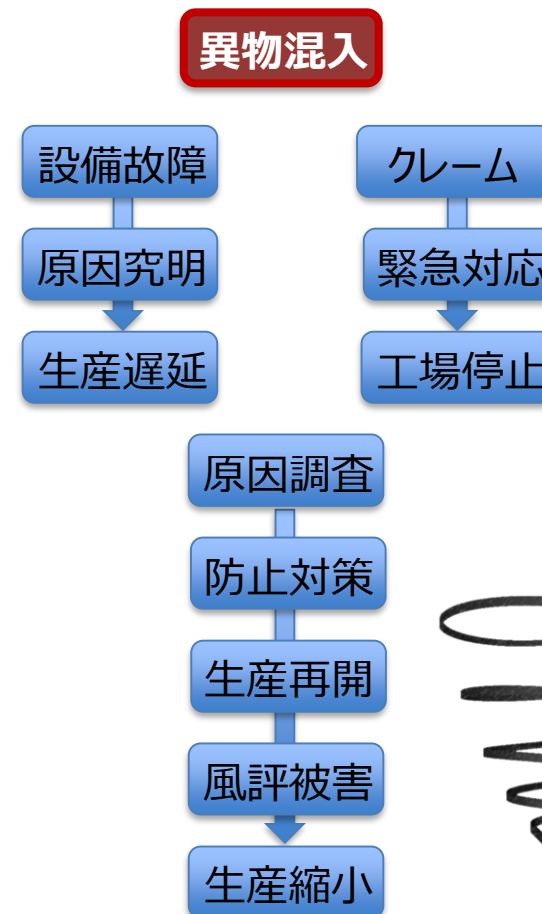 異物混入
設備故障
原因究明
生産遅延
クレーム
緊急対応
工場停止
原因調査
防止対策
生産再開
風評被害
生産縮小